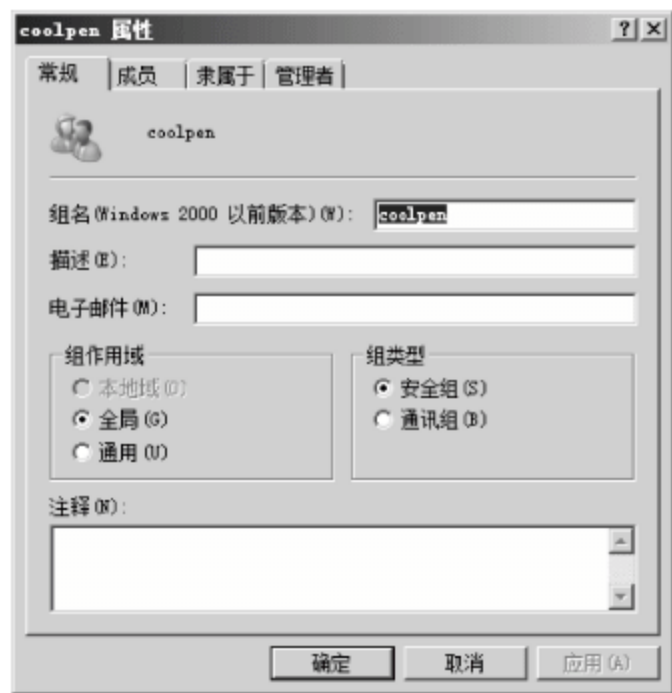 coolpen 属性
常规 成员 隶属于 管理者
coolpen
组名(Windows 2000 以前版本)(W): coolpen
描述(E):
电子邮件(M):
组作用域 组类型
本地域(O) 安全组(S)
全局(G) 通讯组(B)
通用(U)
注释(N):
确定 取消 应用(A)